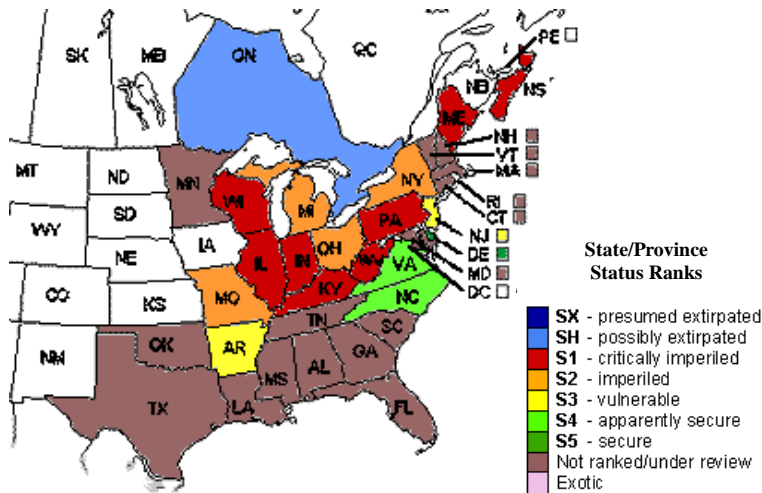 PE
SK
MB
ON
QC
NB
NS
ME
NH
VT
MA
MT
ND
MN
WI
MI
NY
RI
CT
SD
WY
IA
PA
NJ
DE
MD
DC
NE
IL
IN
OH
WV
VA
CO
KS
MO
KY
NC
TN
NM
OK
AR
SC
MS
AL
GA
TX
LA
FL
State/Province
Status Ranks
SX - presumed extirpated
SH - possibly extirpated
S1 - critically imperiled
S2 - imperiled
S3 - vulnerable
S4 - apparently secure
S5 - secure
Not ranked/under review
Exotic